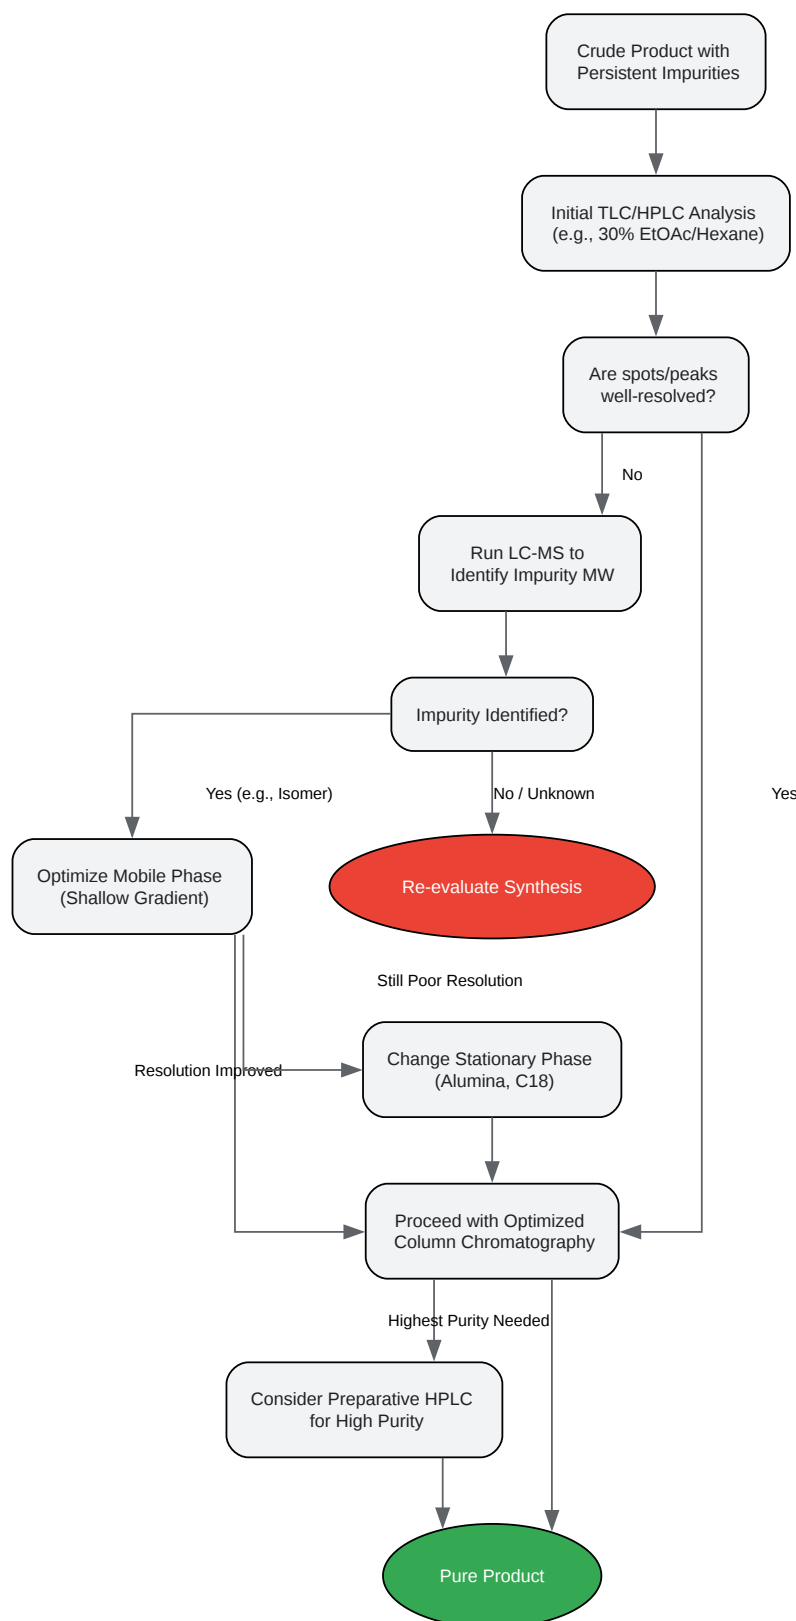 Crude Product with
Persistent Impurities
Initial TLC/HPLC Analysis
(e.g., 30% EtOAc/Hexane)
Are spots/peaks
well-resolved?
No
Run LC-MS to
Identify Impurity MW
Impurity Identified?
Yes (e.g., Isomer)
No / Unknown
Yes
Optimize Mobile Phase
(Shallow Gradient)
Re-evaluate Synthesis
Still Poor Resolution
Resolution Improved
Change Stationary Phase
(Alumina, C18)
Proceed with Optimized
Column Chromatography
Highest Purity Needed
Consider Preparative HPLC
for High Purity
Pure Product